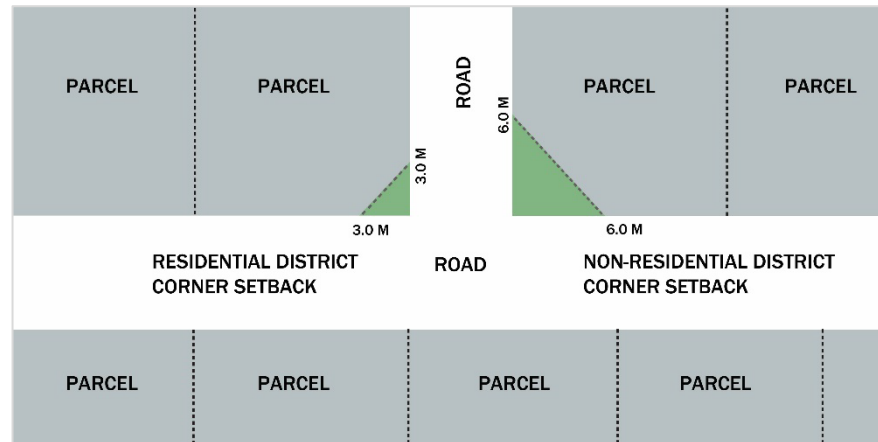 PARCEL
PARCEL
ROAD
PARCEL
PARCEL
6.0 M
3.0 M
3.0 M
6.0 M
RESIDENTIAL DISTRICT
CORNER SETBACK
ROAD
NON-RESIDENTIAL DISTRICT
CORNER SETBACK
PARCEL
PARCEL
PARCEL
PARCEL